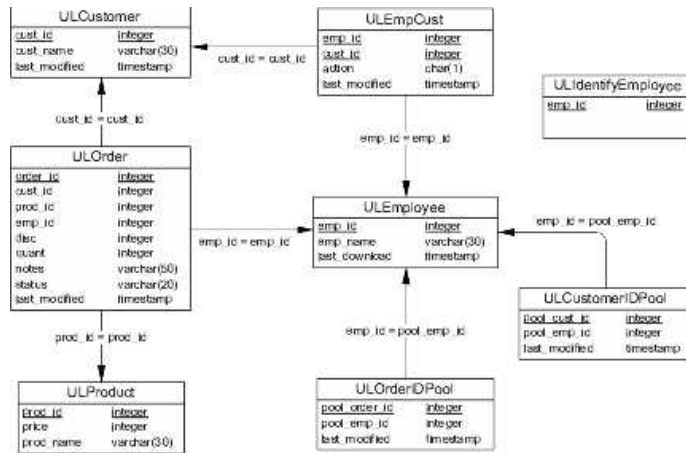 ULCustomer
cust_id integer
cust_name varchar(30)
last_modified timestamp
ULEmpCust
emp_id integer
cust_id integer
action char(1)
last_modified timestamp
cust_id = cust_id
ULIdentifyEmployee
emp_id integer
cust_id = cust_id
emp_id = emp_id
ULOrder
order_id integer
cust_id integer
prod_id integer
emp_id integer
disc integer
quant integer
notes varchar(50)
status varchar(20)
last_modified timestamp
emp_id = emp_id
ULEmployee
emp_id integer
emp_name varchar(30)
last_download timestamp
emp_id = pool_emp_id
ULCustomerIDPool
pool_cust_id integer
pool_emp_id integer
last_modified timestamp
prod_id = prod_id
emp_id = pool_emp_id
ULProduct
prod_id integer
price integer
prod_name varchar(30)
ULOrderIDPool
pool_order_id integer
pool_emp_id integer
last_modified timestamp